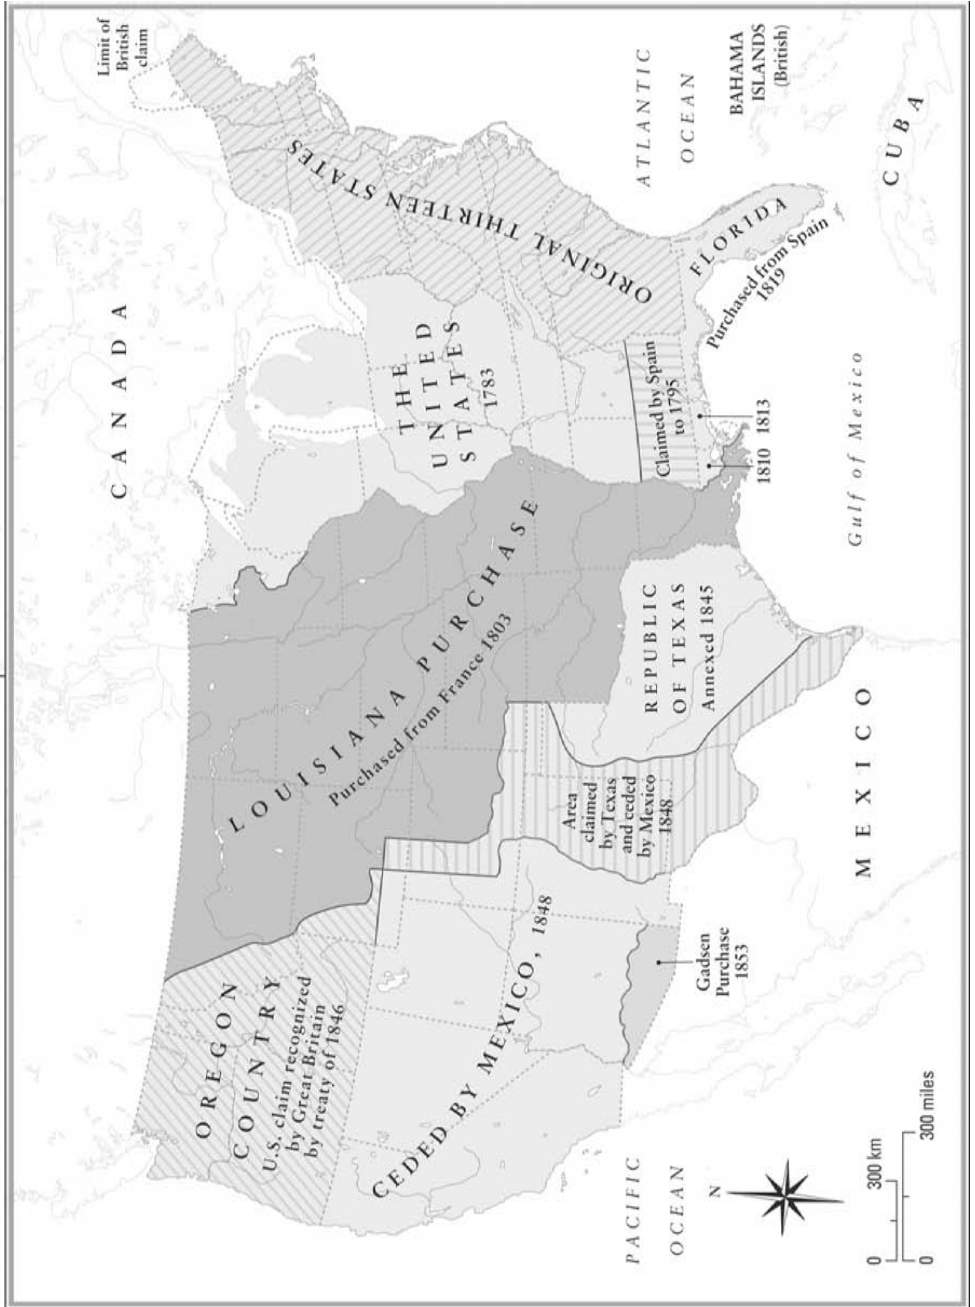 Limit of
British
claim
CANADA
ORIGINAL THIRTEEN STATES
ATLANTIC
OCEAN
BAHAMA
ISLANDS
(British)
CUBA
FLORIDA
Purchased from Spain
1819
THE
UNITED
STATES
1783
Claimed by Spain
to 1795
1810
1813
Gulf of Mexico
LOUISIANA PURCHASE
Purchased from France 1803
REPUBLIC
OF TEXAS
Annexed 1845
Area
claimed
by Texas
and ceded
by Mexico
1848
MEXICO
OREGON
COUNTRY
U.S. claim recognized
by Great Britain
by treaty of 1846
CEDED BY MEXICO, 1848
Gadsen
Purchase
1853
PACIFIC
OCEAN
N
0 300 km
0 300 miles